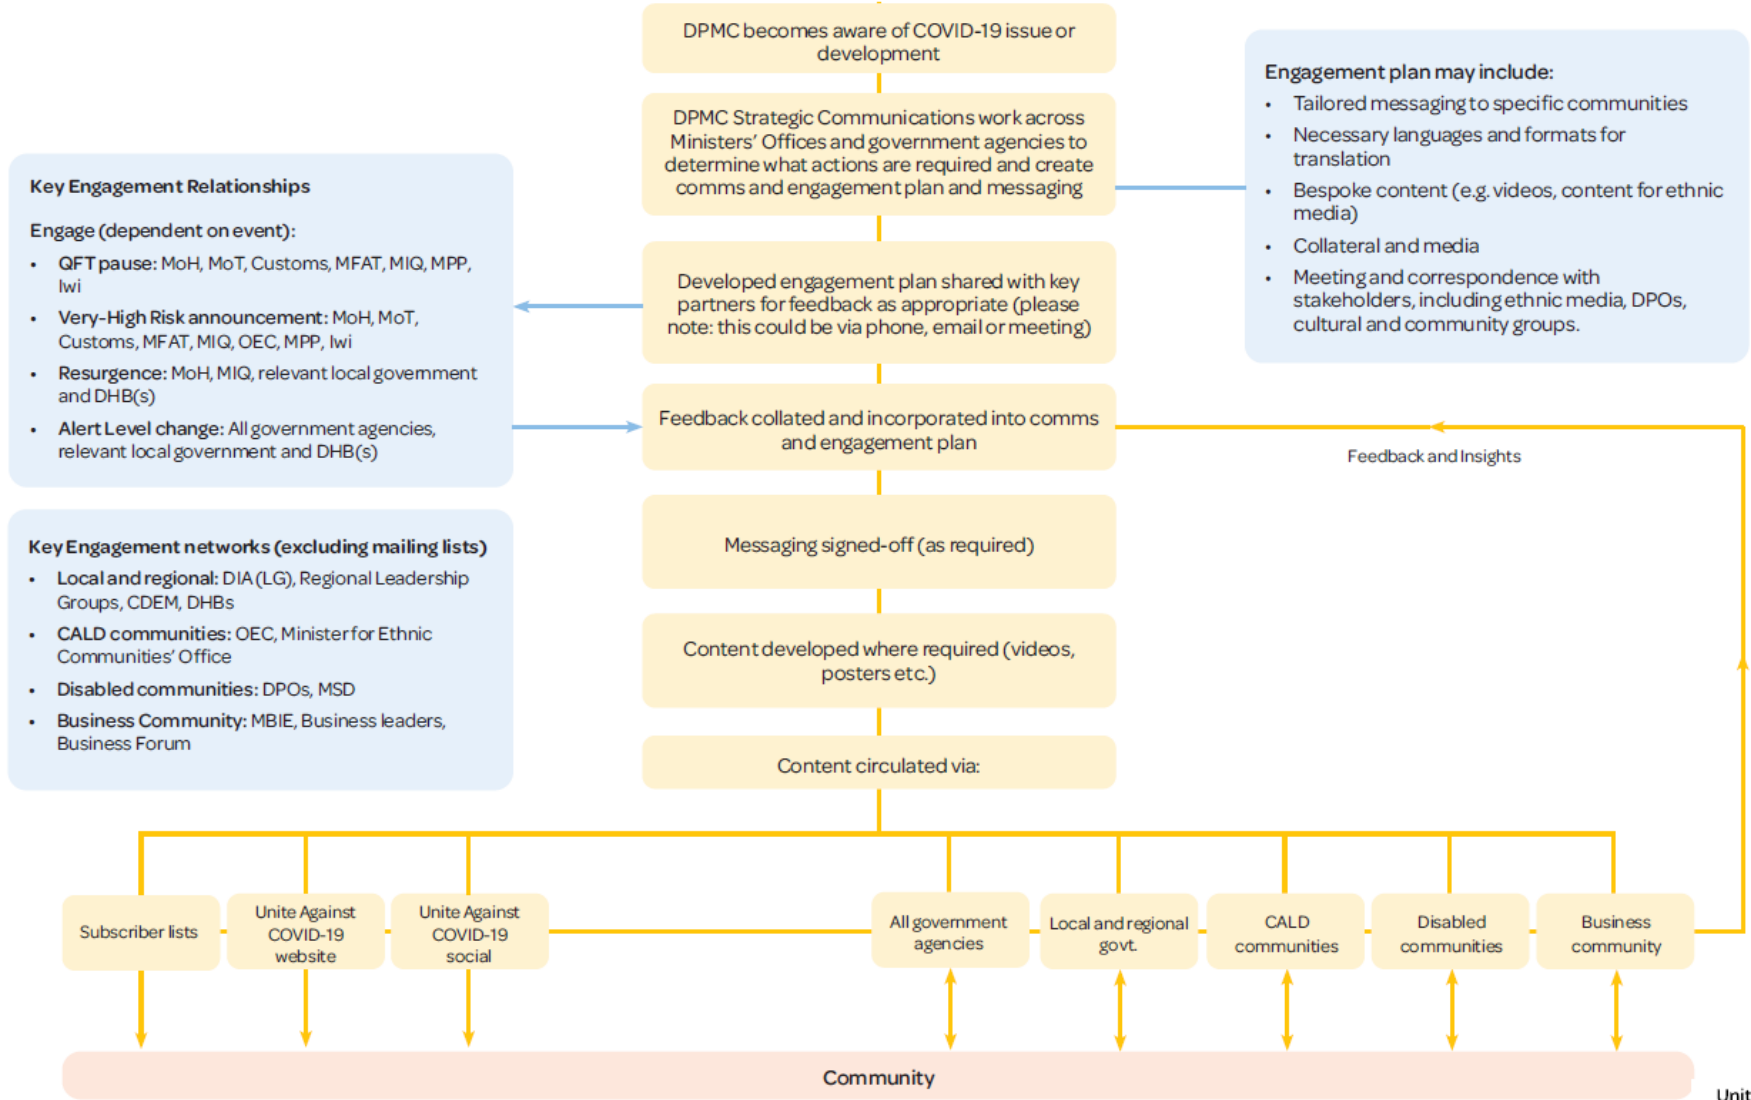 DPMC becomes aware of COVID-19 issue or
development
DPMC Strategic Communications work across
Ministers' Offices and government agencies to
determine what actions are required and create
comms and engagement plan and messaging
Engagement plan may include:
• Tailored messaging to specific communities
• Necessary languages and formats for
translation
• Bespoke content (e.g. videos, content for ethnic
media)
• Collateral and media
• Meeting and correspondence with
stakeholders, including ethnic media, DPOs,
cultural and community groups.
Key Engagement Relationships
Engage (dependent on event):
• QFT pause: MoH, MoT, Customs, MFAT, MIQ, MPP,
Iwi
• Very-High Risk announcement: MoH, MoT,
Customs, MFAT, MIQ, OEC, MPP, Iwi
• Resurgence: MoH, MIQ, relevant local government
and DHB(s)
• Alert Level change: All government agencies,
relevant local government and DHB(s)
Developed engagement plan shared with key
partners for feedback as appropriate (please
note: this could be via phone, email or meeting)
Feedback collated and incorporated into comms
and engagement plan
Feedback and Insights
Key Engagement networks (excluding mailing lists)
• Local and regional: DIA (LG), Regional Leadership
Groups, CDEM, DHBs
• CALD communities: OEC, Minister for Ethnic
Communities' Office
• Disabled communities: DPOs, MSD
• Business Community: MBIE, Business leaders,
Business Forum
Messaging signed-off (as required)
Content developed where required (videos,
posters etc.)
Content circulated via:
Subscriber lists
Unite Against
COVID-19
website
Unite Against
COVID-19
social
All government
agencies
Local and regional
govt.
CALD
communities
Disabled
communities
Business
community
Community
Unit